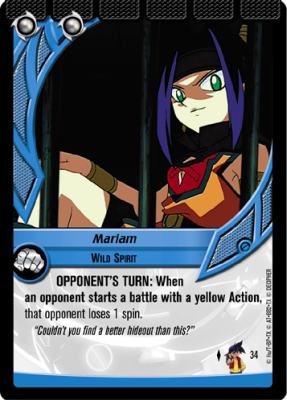 Mariam
Wild Spirit
OPPONENT'S TURN: When
an opponent starts a battle with a yellow Action,
that opponent loses 1 spin.
"Couldn't you find a better hideout than this?"
34